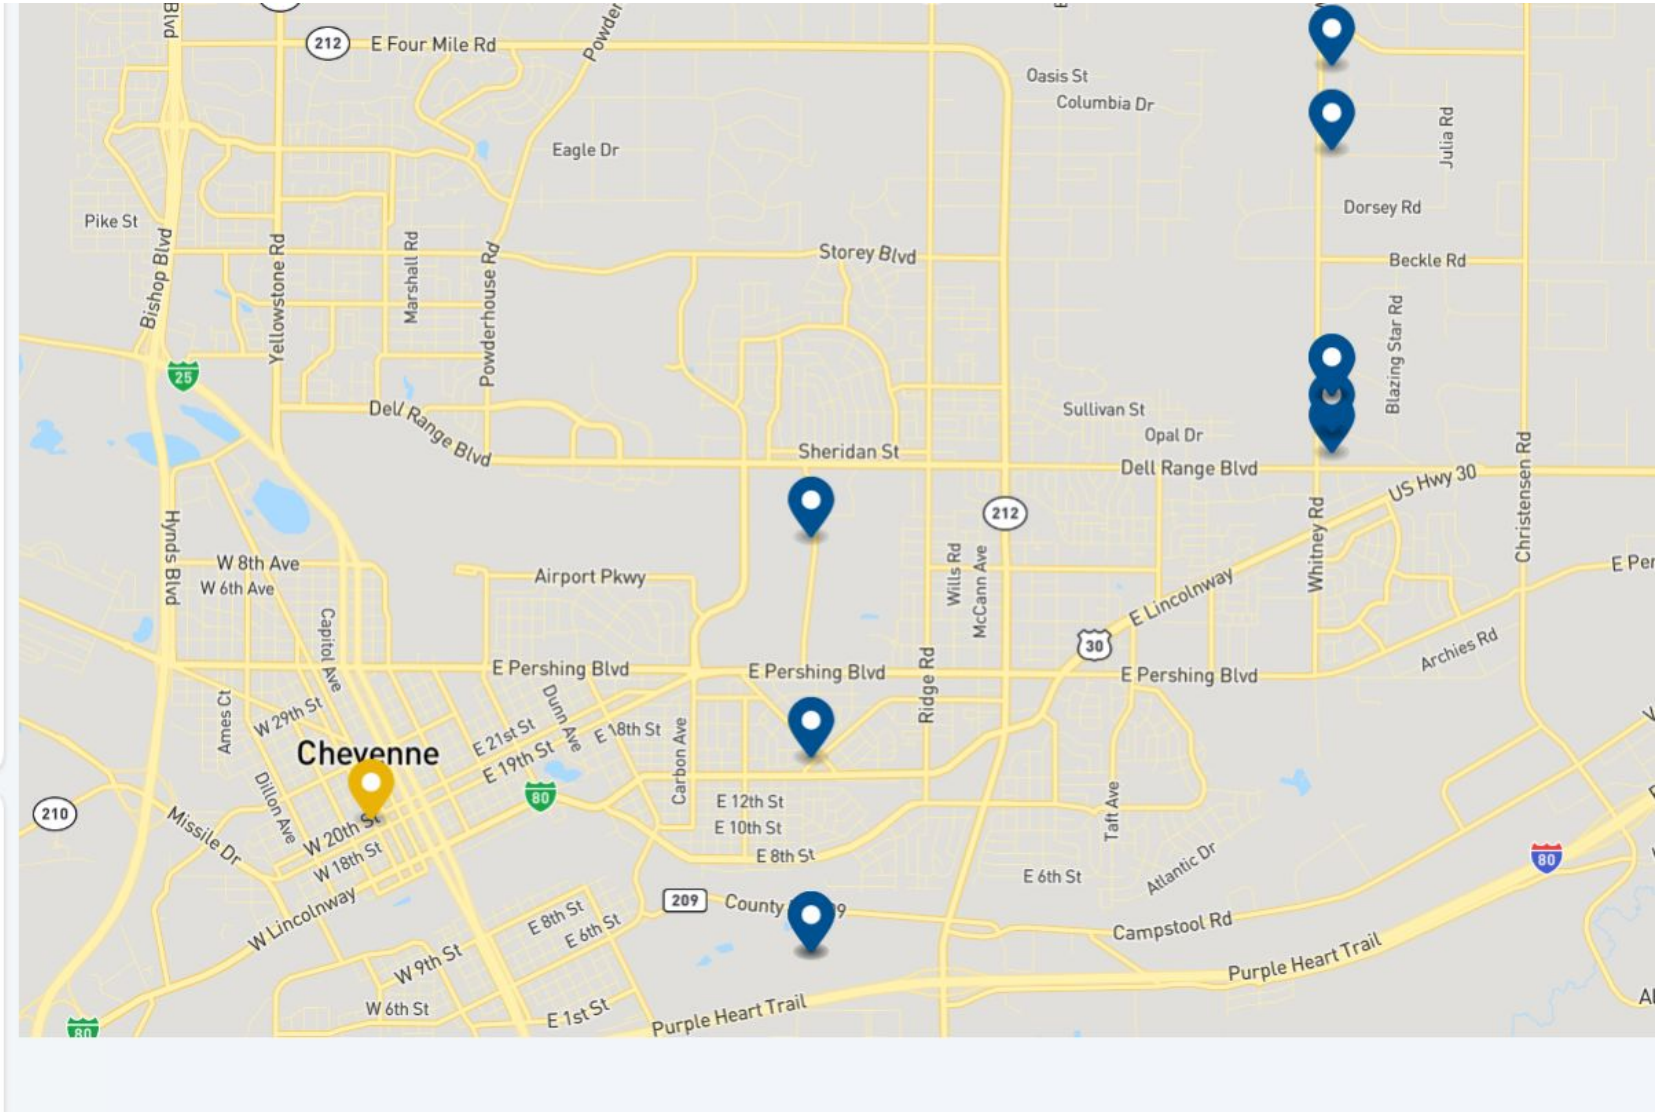 Blvd
212
E Four Mile Rd
Powder
Oasis St
Columbia Dr
Julia Rd
Eagle Dr
Pike St
Dorsey Rd
Bishop Blvd
Yellowstone Rd
Marshall Rd
Powderhouse Rd
Storey Blvd
Beckle Rd
Blazing Star Rd
25
Dell Range Blvd
Sullivan St
Opal Dr
Sheridan St
Dell Range Blvd
US Hwy 30
Christensen Rd
Hynds Blvd
212
Whitney Rd
W 8th Ave
W 6th Ave
Airport Pkwy
Wills Rd
McCann Ave
E Lincolnway
E Per
Capitol Ave
30
Archies Rd
E Pershing Blvd
E Pershing Blvd
E Pershing Blvd
Ridge Rd
Ames Ct
W 29th St
Dunn Ave
E 21st St
E 18th St
E 19th St
Carbon Ave
Cheyenne
Dillon Ave
80
210
Missile Dr
W 20th St
W 18th St
E 12th St
E 10th St
E 8th St
Taft Ave
E 6th St
Atlantic Dr
80
W Lincolnway
209
County
9
E 8th St
E 6th St
Campstool Rd
W 9th St
Purple Heart Trail
W 6th St
E 1st St
Purple Heart Trail
Al
80